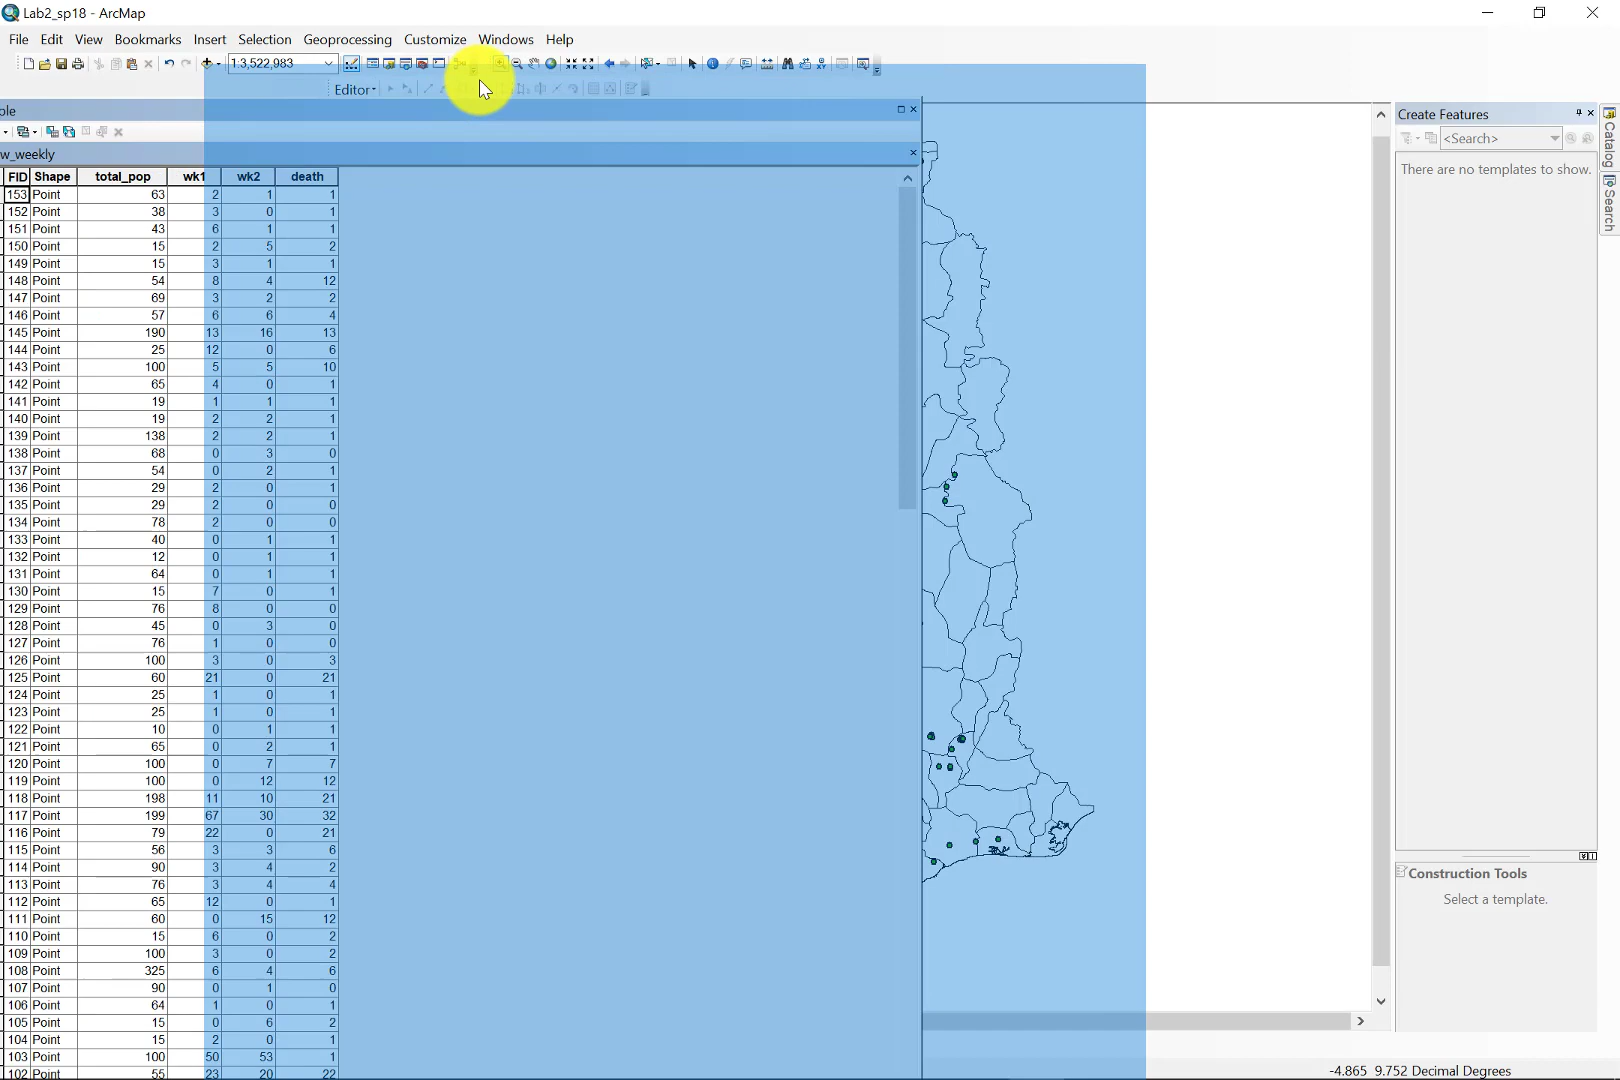 Lab2_sp18 - ArcMap
File Edit View Bookmarks Insert Selection Geoprocessing Customize Windows Help
1:3,522,983
Editor
ble
w_weekly
FID Shape total_pop wk1 wk2 death
153 Point 63 2 1 1
152 Point 38 3 0 1
151 Point 43 6 1 1
150 Point 15 2 5 2
149 Point 15 3 1 1
148 Point 54 8 4 12
147 Point 69 3 2 2
146 Point 57 6 6 4
145 Point 190 13 16 13
144 Point 25 12 0 6
143 Point 100 5 5 10
142 Point 65 4 0 1
141 Point 19 1 1 1
140 Point 19 2 2 1
139 Point 138 2 2 1
138 Point 68 0 3 0
137 Point 54 0 2 1
136 Point 29 2 0 1
135 Point 29 2 0 0
134 Point 78 2 0 0
133 Point 40 0 1 1
132 Point 12 0 1 1
131 Point 64 0 1 1
130 Point 15 7 0 1
129 Point 76 8 0 0
128 Point 45 0 3 0
127 Point 76 1 0 0
126 Point 100 3 0 3
125 Point 60 21 0 21
124 Point 25 1 0 1
123 Point 25 1 0 1
122 Point 10 0 1 1
121 Point 65 0 2 1
120 Point 100 0 7 7
119 Point 100 0 12 12
118 Point 198 11 10 21
117 Point 199 67 30 32
116 Point 79 22 0 21
115 Point 56 3 3 6
114 Point 90 3 4 2
113 Point 76 3 4 4
112 Point 65 12 0 1
111 Point 60 0 15 12
110 Point 15 6 0 2
109 Point 100 3 0 2
108 Point 325 6 4 6
107 Point 90 0 1 0
106 Point 64 1 0 1
105 Point 15 0 6 2
104 Point 15 2 0 1
103 Point 100 50 53 1
102 Point 55 23 20 22
Create Features
<Search>
There are no templates to show.
Construction Tools
Select a template.
Catalog
Search
-4.865 9.752 Decimal Degrees